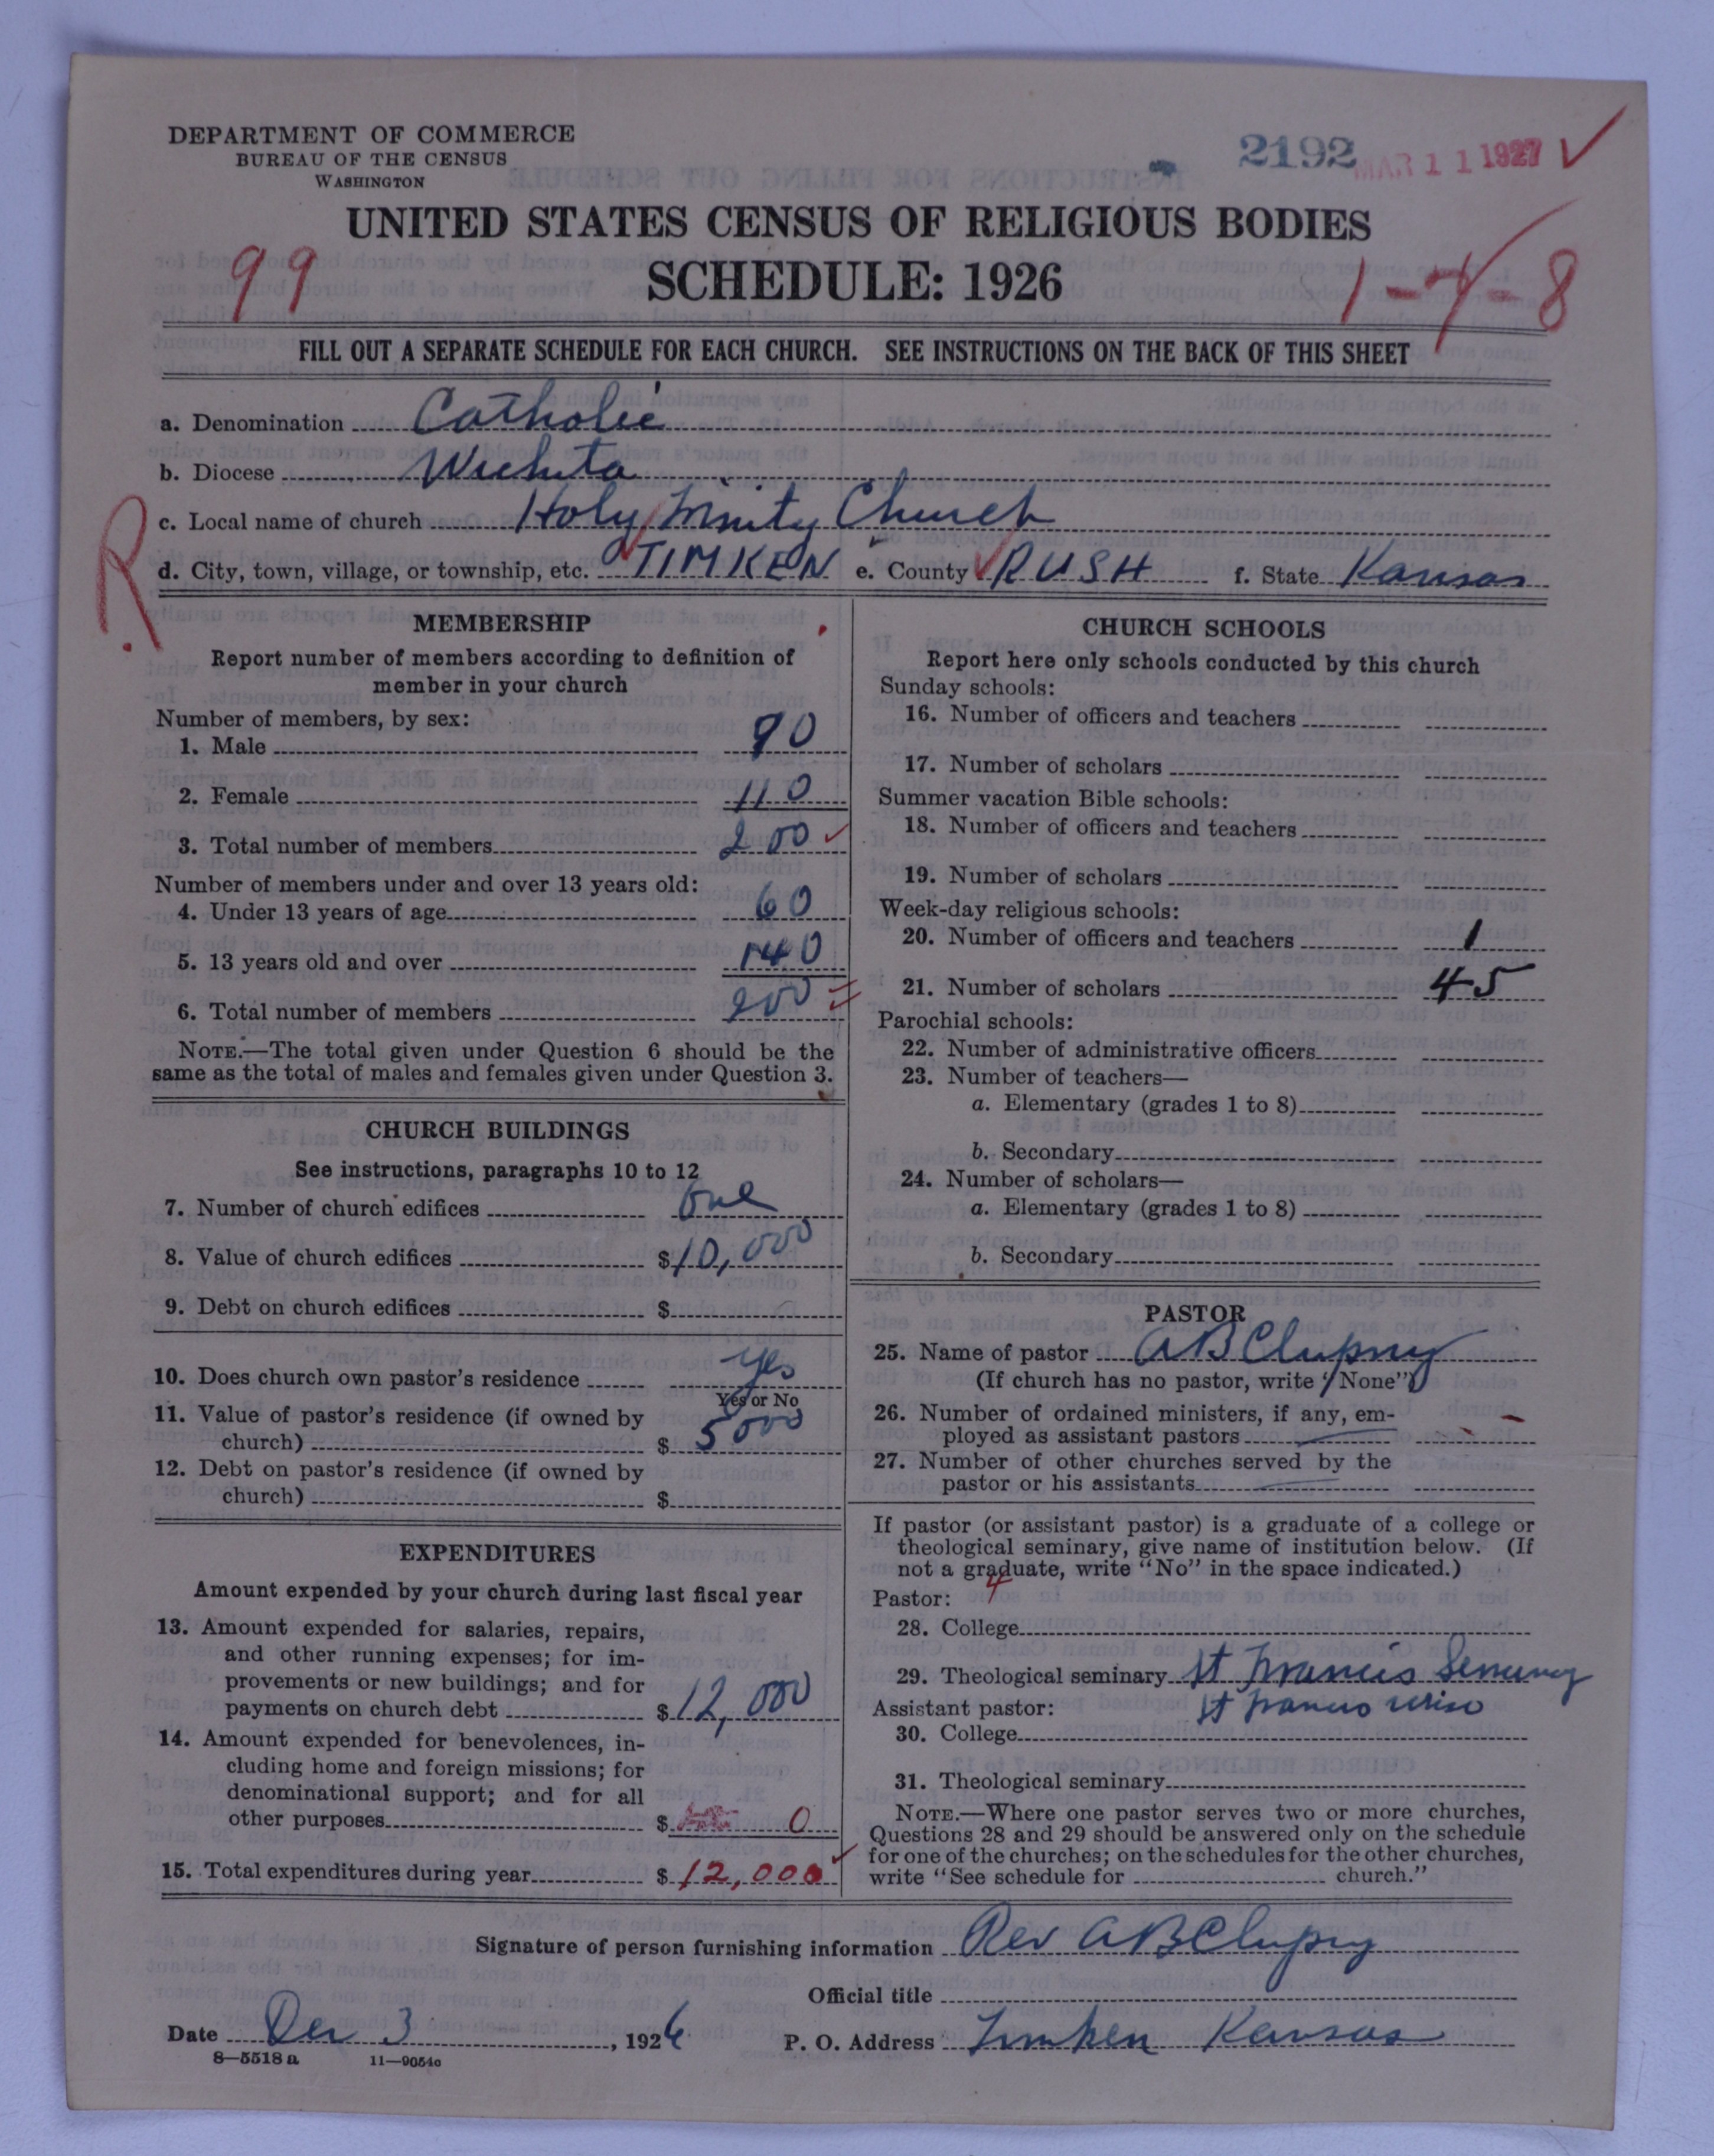 DEPARTMENT OF COMMERCE
BUREAU OF THE CENSUS
WASHINGTON
2192
MAR 11 1927
UNITED STATES CENSUS OF RELIGIOUS BODIES
SCHEDULE: 1926
99
1-7-8
FILL OUT A SEPARATE SCHEDULE FOR EACH CHURCH. SEE INSTRUCTIONS ON THE BACK OF THIS SHEET
a. Denomination Catholic
b. Diocese Wichita
R
c. Local name of church Holy Trinity Church
d. City, town, village, or township, etc. TIMKEN e. County RUSH f. State Kansas
MEMBERSHIP
Report number of members according to definition of
member in your church
Number of members, by sex:
1. Male 90
2. Female 110
3. Total number of members 200
Number of members under and over 13 years old:
4. Under 13 years of age 60
5. 13 years old and over 140
6. Total number of members 200
NOTE.—The total given under Question 6 should be the
same as the total of males and females given under Question 3.
CHURCH BUILDINGS
See instructions, paragraphs 10 to 12
7. Number of church edifices One
8. Value of church edifices $10,000
9. Debt on church edifices $
10. Does church own pastor's residence yes
Yes or No
11. Value of pastor's residence (if owned by
church) $ 5000
12. Debt on pastor's residence (if owned by
church) $
EXPENDITURES
Amount expended by your church during last fiscal year
13. Amount expended for salaries, repairs,
and other running expenses; for im-
provements or new buildings; and for
payments on church debt $12,000
14. Amount expended for benevolences, in-
cluding home and foreign missions; for
denominational support; and for all
other purposes $ 0
15. Total expenditures during year $12,000
CHURCH SCHOOLS
Report here only schools conducted by this church
Sunday schools:
16. Number of officers and teachers
17. Number of scholars
Summer vacation Bible schools:
18. Number of officers and teachers
19. Number of scholars
Week-day religious schools:
20. Number of officers and teachers 1
21. Number of scholars 45
Parochial schools:
22. Number of administrative officers
23. Number of teachers—
a. Elementary (grades 1 to 8)
b. Secondary
24. Number of scholars—
a. Elementary (grades 1 to 8)
b. Secondary
PASTOR
25. Name of pastor A B Clupny
(If church has no pastor, write "None")
26. Number of ordained ministers, if any, em-
ployed as assistant pastors
27. Number of other churches served by the
pastor or his assistants
If pastor (or assistant pastor) is a graduate of a college or
theological seminary, give name of institution below. (If
not a graduate, write "No" in the space indicated.)
Pastor: 4
28. College
29. Theological seminary St Francis Seminary
Assistant pastor: St Francis Wisc
30. College
31. Theological seminary
NOTE.—Where one pastor serves two or more churches,
Questions 28 and 29 should be answered only on the schedule
for one of the churches; on the schedules for the other churches,
write "See schedule for church."
Signature of person furnishing information Rev A B Clupny
Official title
Date Dec 3, 1926 P. O. Address Timken Kansas
8—5518 a 11—9054c